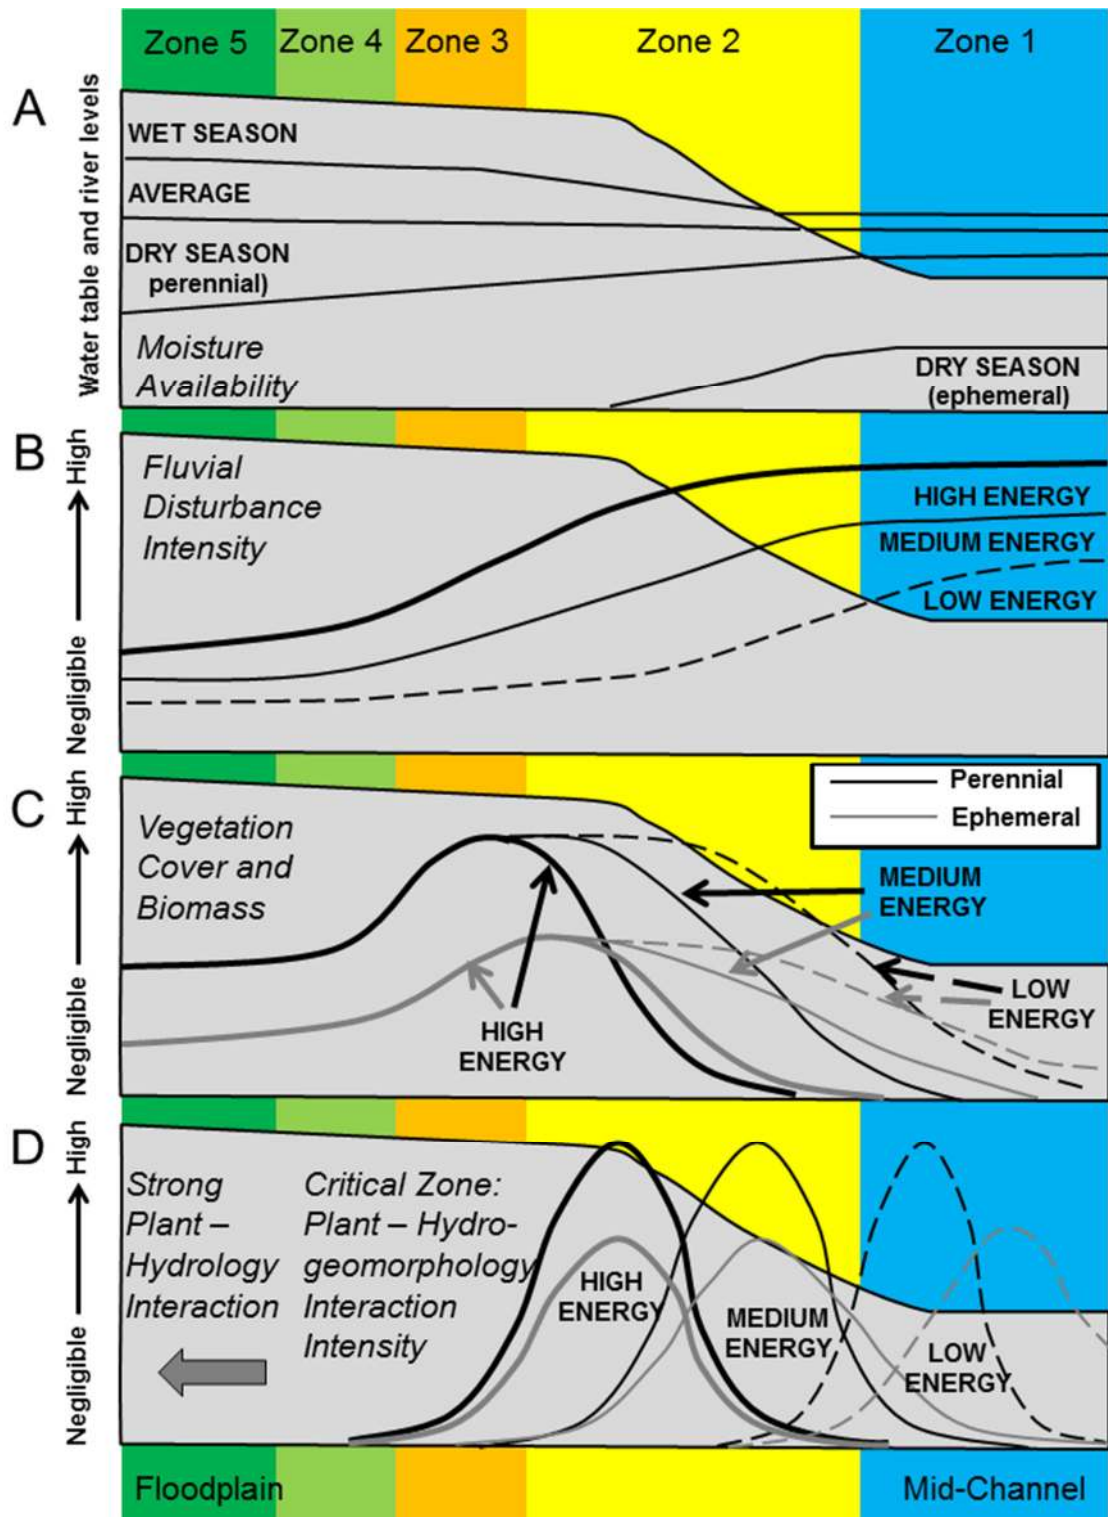 Zone 5
Zone 4
Zone 3
Zone 2
Zone 1
A
Water table and river levels
WET SEASON
AVERAGE
DRY SEASON
perennial)
Moisture
Availability
DRY SEASON
(ephemeral)
B
Negligible
High
Fluvial
Disturbance
Intensity
HIGH ENERGY
MEDIUM ENERGY
LOW ENERGY
C
Negligible
High
Vegetation
Cover and
Biomass
Perennial
Ephemeral
MEDIUM
ENERGY
LOW
ENERGY
HIGH
ENERGY
D
Negligible
High
Strong
Plant –
Hydrology
Interaction
Critical Zone:
Plant – Hydro-
geomorphology
Interaction
Intensity
HIGH
ENERGY
MEDIUM
ENERGY
LOW
ENERGY
Floodplain
Mid-Channel